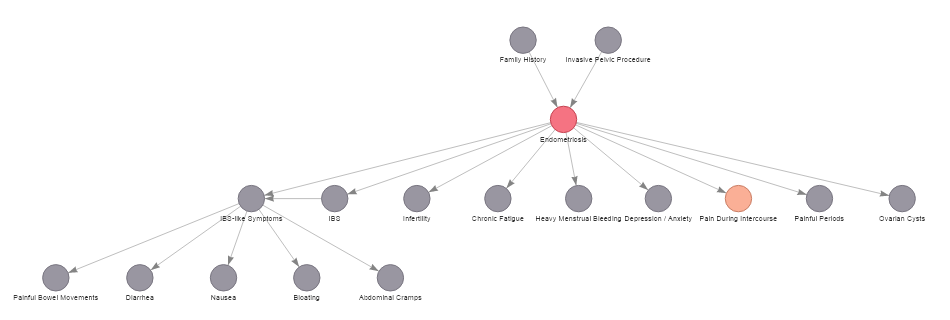 Family History
Invasive Pelvic Procedure
Endometriosis
IBS-like Symptoms
IBS
Infertility
Chronic Fatigue
Heavy Menstrual Bleeding
Depression / Anxiety
Pain During Intercourse
Painful Periods
Ovarian Cysts
Painful Bowel Movements
Diarrhea
Nausea
Bloating
Abdominal Cramps